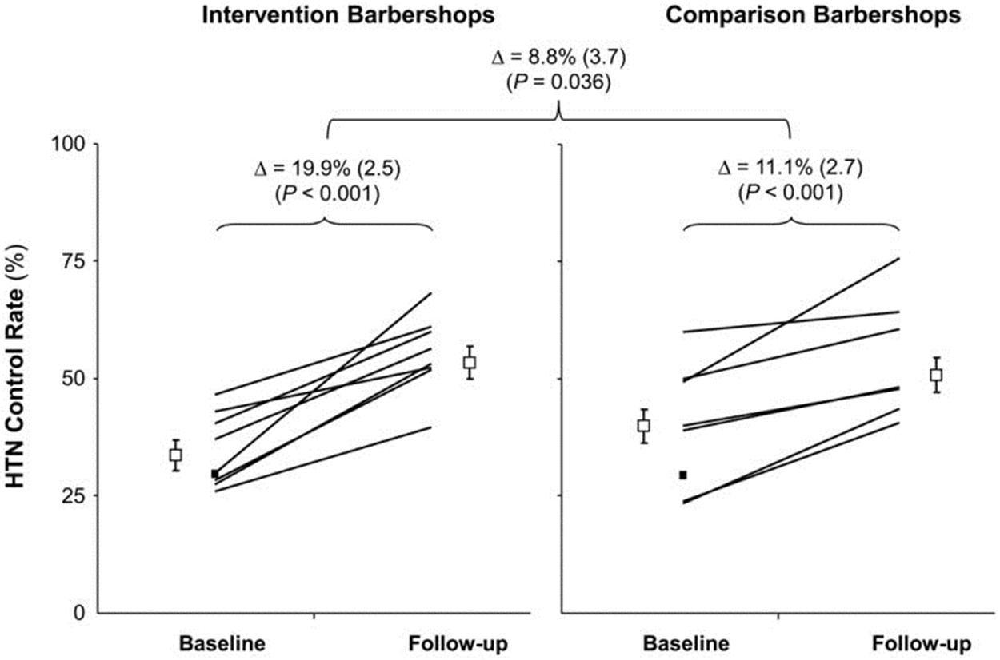 Intervention Barbershops
Comparison Barbershops
Δ = 8.8% (3.7)
(P = 0.036)
100
Δ = 19.9% (2.5)
(P < 0.001)
Δ = 11.1% (2.7)
(P < 0.001)
75
50
25
0
HTN Control Rate (%)
Baseline
Follow-up
Baseline
Follow-up